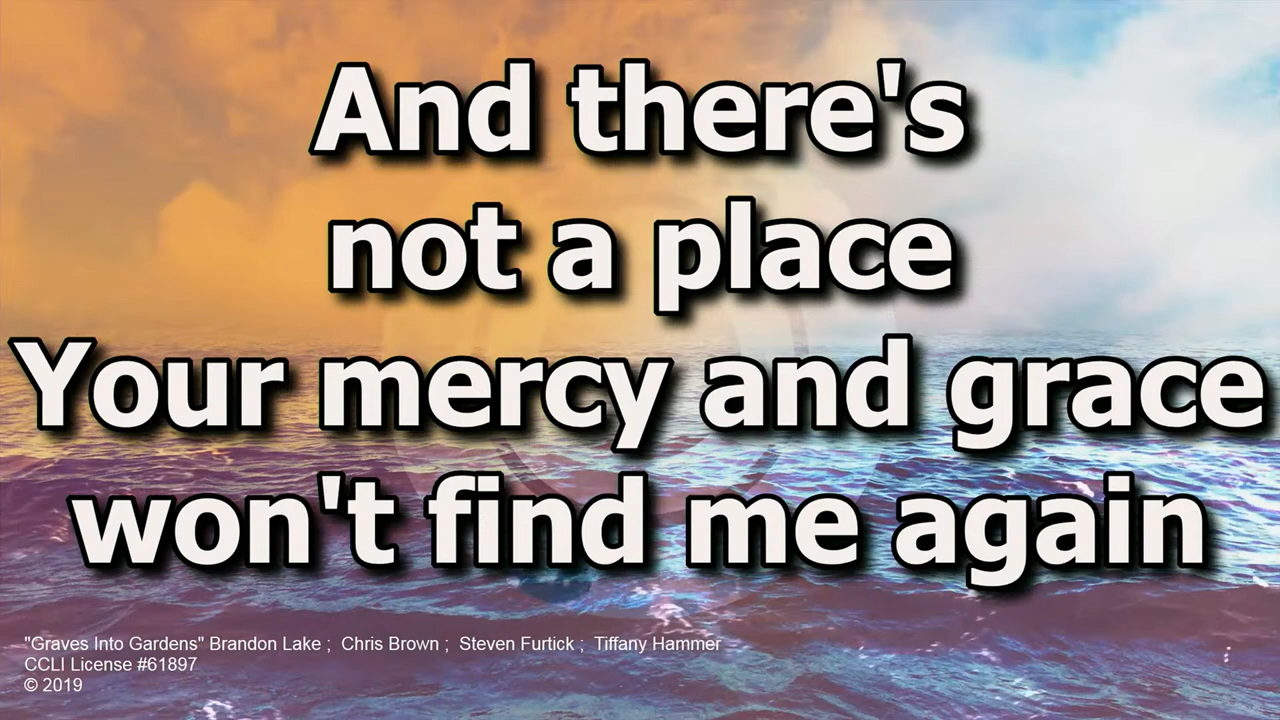 And there's
not a place
Your mercy and grace
won't find me again
"Graves Into Gardens" Brandon Lake ;  Chris Brown ;  Steven Furtick ;  Tiffany Hammer
CCLI License #61897
© 2019